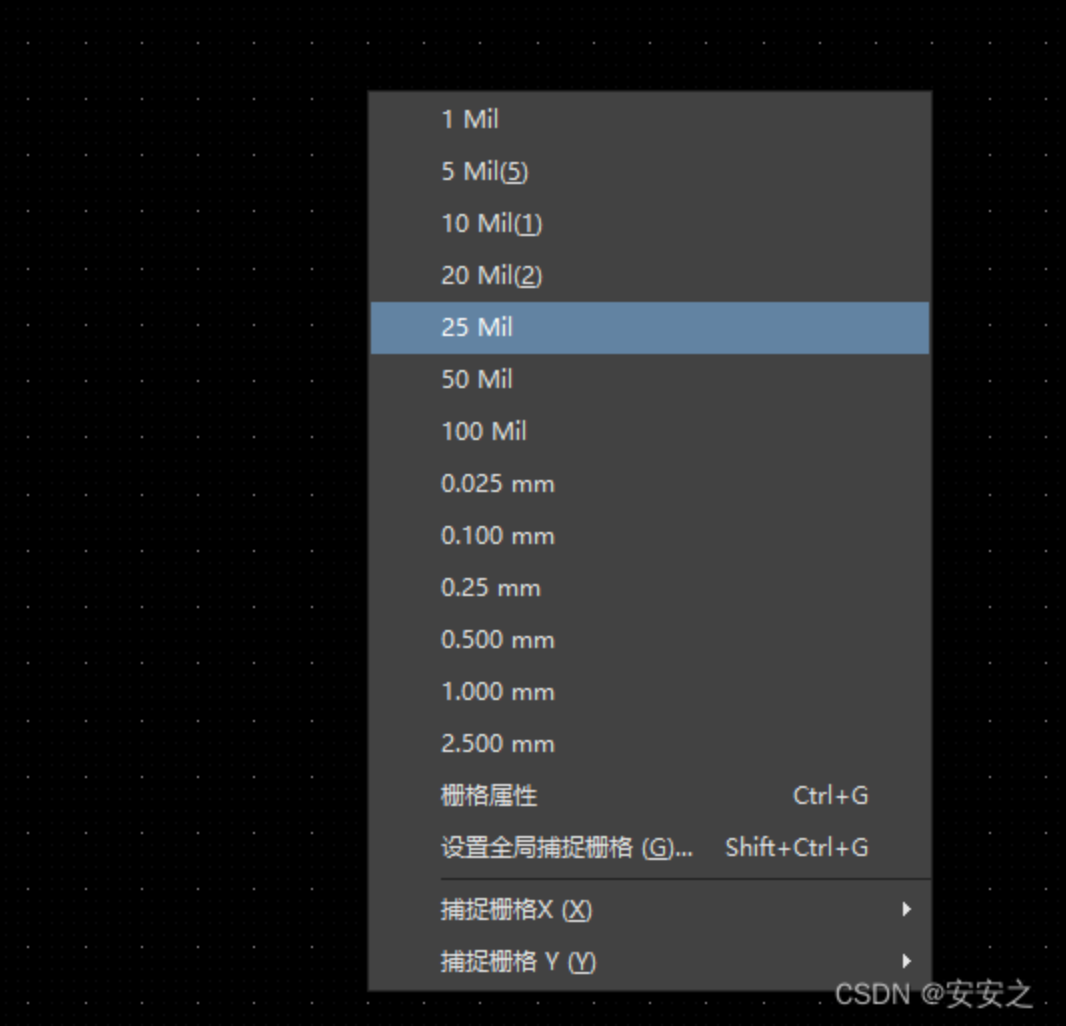 1 Mil
5 Mil(5)
10 Mil(1)
20 Mil(2)
25 Mil
50 Mil
100 Mil
0.025 mm
0.100 mm
0.25 mm
0.500 mm
1.000 mm
2.500 mm
栅格属性 Ctrl+G
设置全局捕捉栅格 (G)... Shift+Ctrl+G
捕捉栅格X (X)
捕捉栅格 Y (Y)
CSDN @安安之